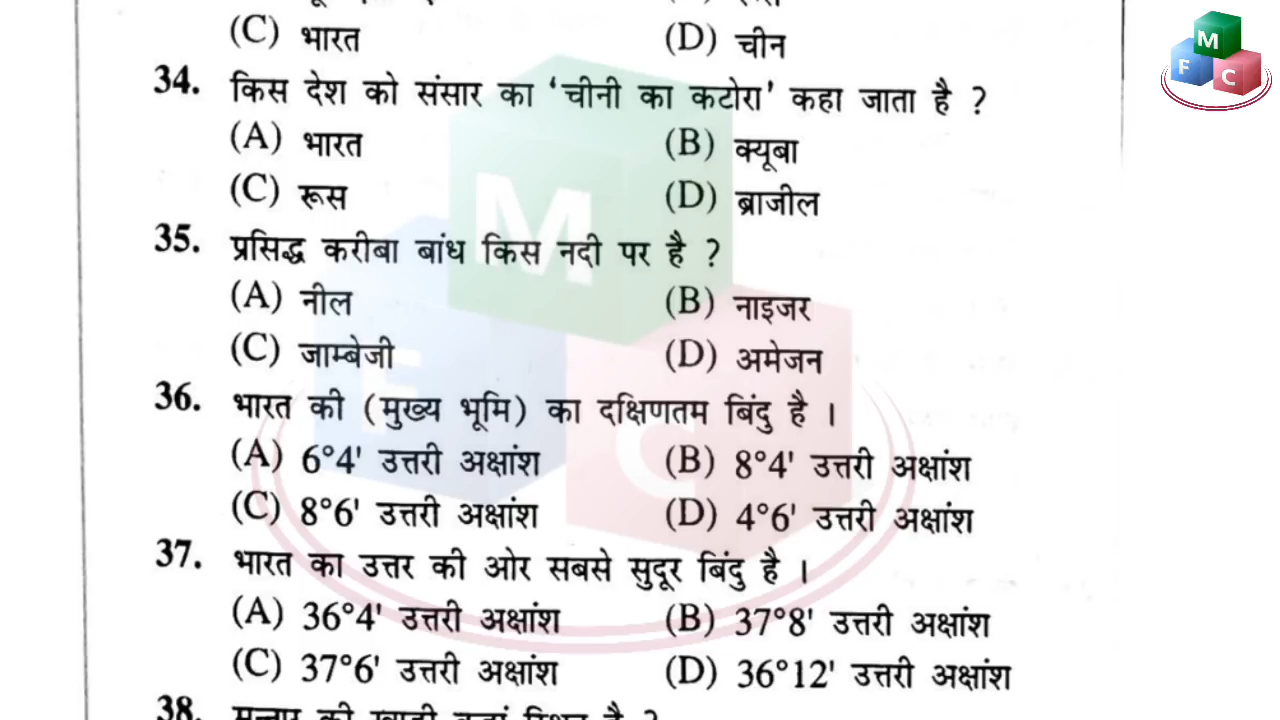 (C) भारत (D) चीन
M
F C
34. किस देश को संसार का ‘चीनी का कटोरा’ कहा जाता है ?
(A) भारत (B) क्यूबा
(C) रूस (D) ब्राजील
35. प्रसिद्ध करीबा बांध किस नदी पर है ?
(A) नील (B) नाइजर
(C) जाम्बेजी (D) अमेजन
36. भारत की (मुख्य भूमि) का दक्षिणतम बिंदु है ।
(A) 6°4' उत्तरी अक्षांश (B) 8°4' उत्तरी अक्षांश
(C) 8°6' उत्तरी अक्षांश (D) 4°6' उत्तरी अक्षांश
37. भारत का उत्तर की ओर सबसे सुदूर बिंदु है ।
(A) 36°4' उत्तरी अक्षांश (B) 37°8' उत्तरी अक्षांश
(C) 37°6' उत्तरी अक्षांश (D) 36°12' उत्तरी अक्षांश
38.